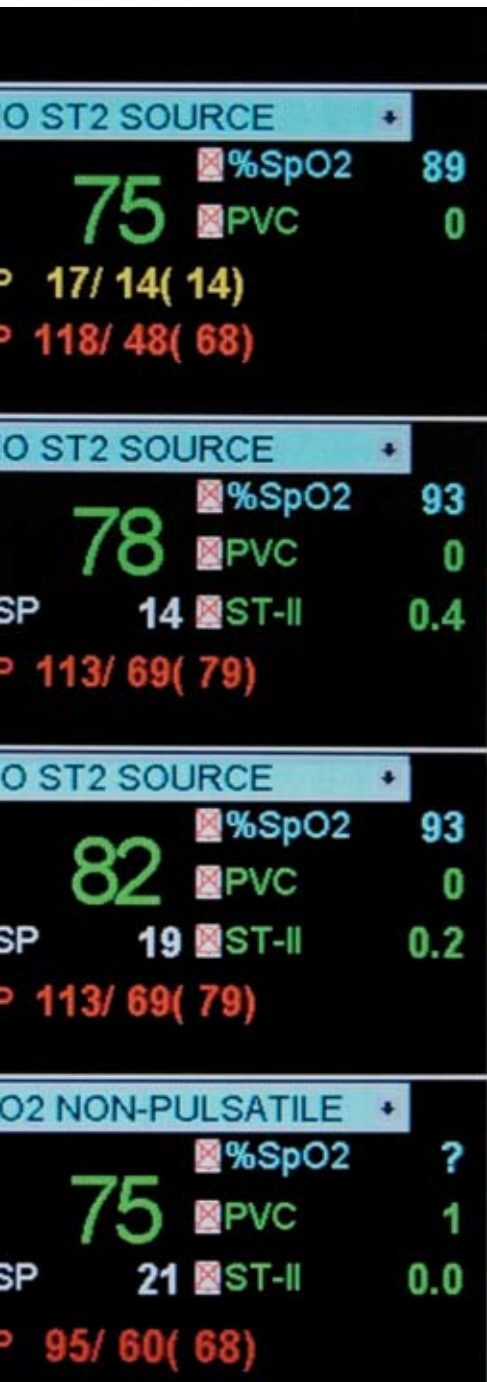 O ST2 SOURCE
75 %SpO2 89
PVC 0
P 17/ 14( 14)
P 118/ 48( 68)
O ST2 SOURCE
78 %SpO2 93
PVC 0
SP 14 ST-II 0.4
P 113/ 69( 79)
O ST2 SOURCE
82 %SpO2 93
PVC 0
SP 19 ST-II 0.2
P 113/ 69( 79)
O2 NON-PULSATILE
75 %SpO2 ?
PVC 1
SP 21 ST-II 0.0
P 95/ 60( 68)